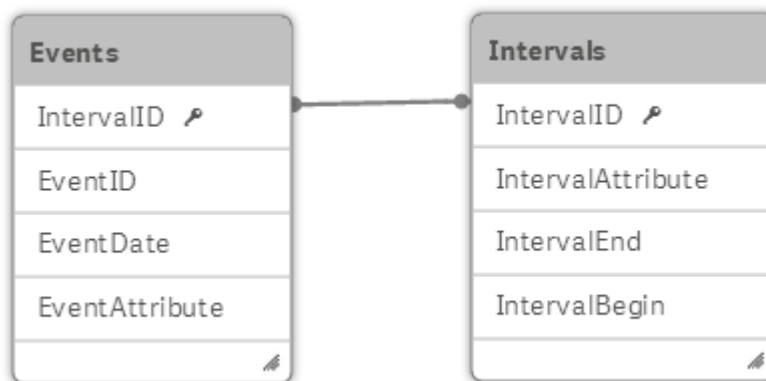 Events
IntervalID
EventID
EventDate
EventAttribute
Intervals
IntervalID
IntervalAttribute
IntervalEnd
IntervalBegin